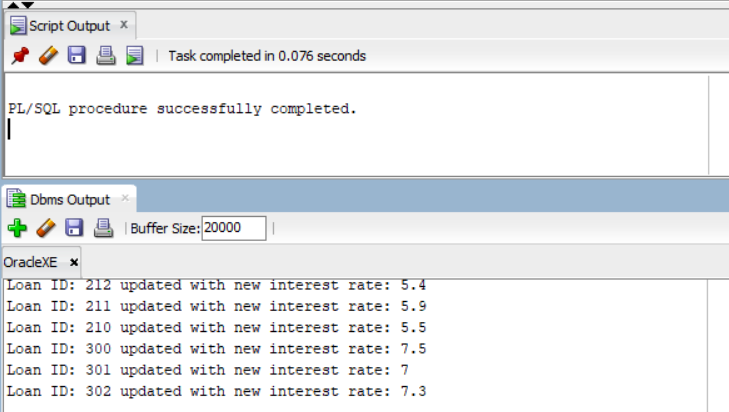 Script Output x
Task completed in 0.076 seconds
PL/SQL procedure successfully completed.
Dbms Output x
Buffer Size: 20000
OracleXE x
Loan ID: 212 updated with new interest rate: 5.4
Loan ID: 211 updated with new interest rate: 5.9
Loan ID: 210 updated with new interest rate: 5.5
Loan ID: 300 updated with new interest rate: 7.5
Loan ID: 301 updated with new interest rate: 7
Loan ID: 302 updated with new interest rate: 7.3